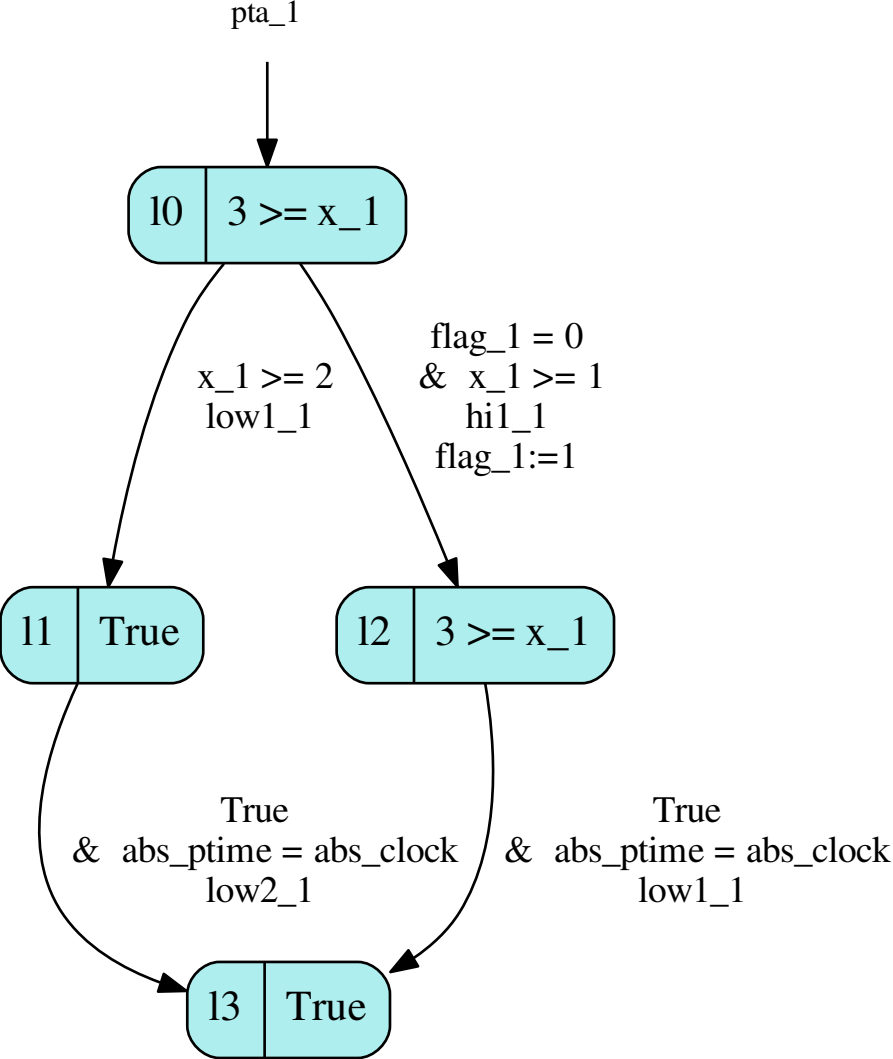 pta_1
l0 3 >= x_1
x_1 >= 2
low1_1
flag_1 = 0
& x_1 >= 1
hi1_1
flag_1:=1
l1 True
l2 3 >= x_1
True
& abs_ptime = abs_clock
low2_1
True
& abs_ptime = abs_clock
low1_1
l3 True